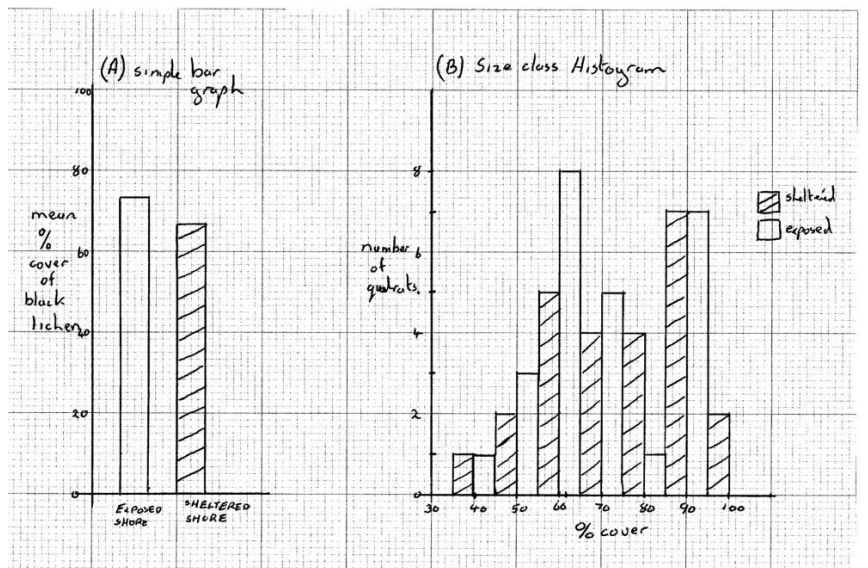 (A) simple bar
graph
100
80
60
40
20
0
mean
%
cover
of
black
lichen
EXPOSED
SHORE
SHELTERED
SHORE
(B) Size class Histogram
8
6
4
2
0
number
of
quadrats
30
40
50
60
70
80
90
100
% cover
sheltered
exposed